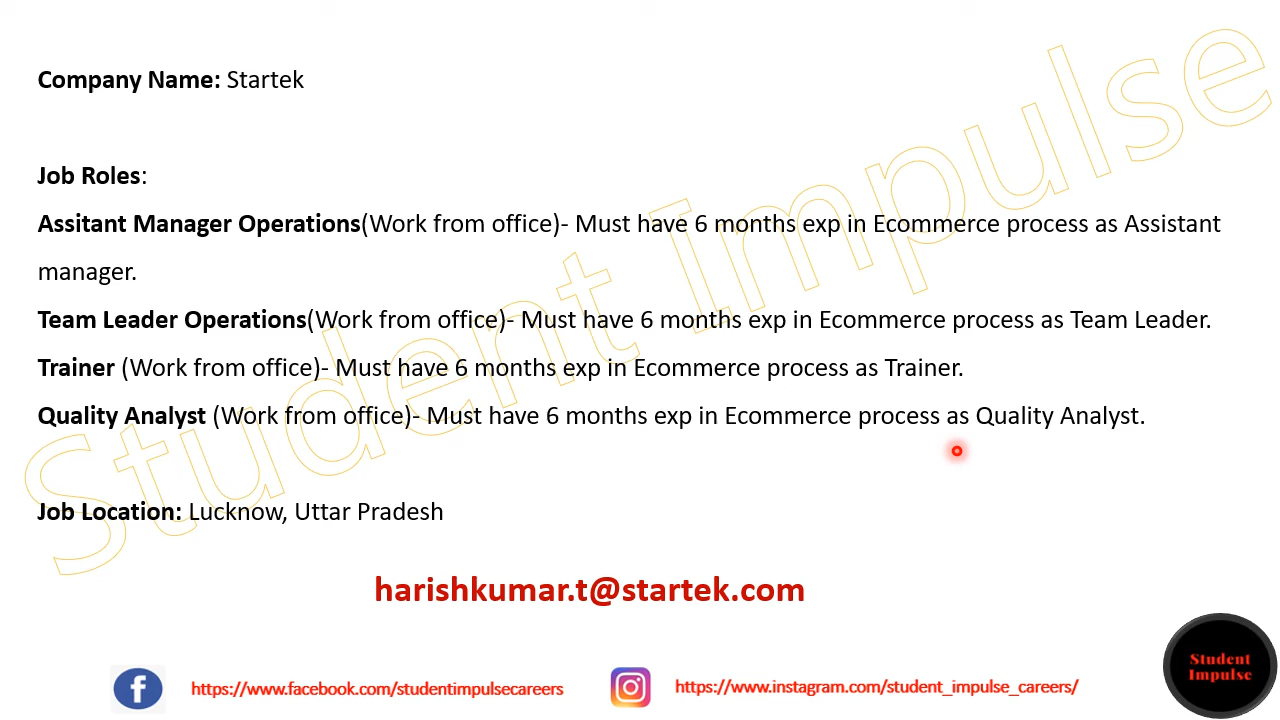 Company Name: Startek
Job Roles:
Assitant Manager Operations(Work from office)- Must have 6 months exp in Ecommerce process as Assistant
manager.
Team Leader Operations(Work from office)- Must have 6 months exp in Ecommerce process as Team Leader.
Trainer (Work from office)- Must have 6 months exp in Ecommerce process as Trainer.
Quality Analyst (Work from office)- Must have 6 months exp in Ecommerce process as Quality Analyst.
Job Location: Lucknow, Uttar Pradesh
harishkumar.t@startek.com
https://www.facebook.com/studentimpulsecareers
https://www.instagram.com/student_impulse_careers/
Student
Impulse
Student Impulse